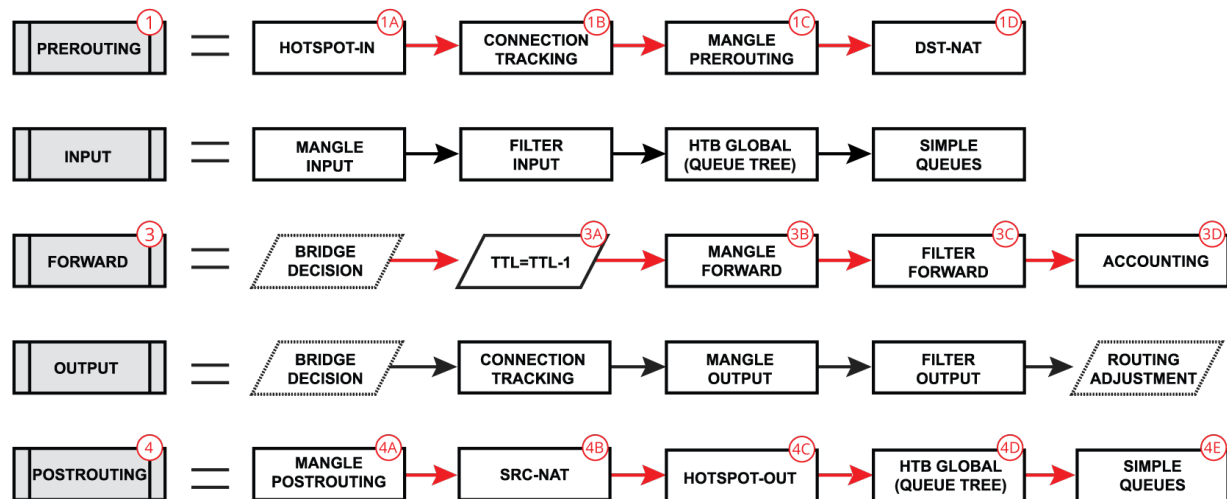 1
PREROUTING
=
1A
HOTSPOT-IN
1B
CONNECTION
TRACKING
1C
MANGLE
PREROUTING
1D
DST-NAT
INPUT
=
MANGLE
INPUT
FILTER
INPUT
HTB GLOBAL
(QUEUE TREE)
SIMPLE
QUEUES
3
FORWARD
=
BRIDGE
DECISION
3A
TTL=TTL-1
3B
MANGLE
FORWARD
3C
FILTER
FORWARD
3D
ACCOUNTING
OUTPUT
=
BRIDGE
DECISION
CONNECTION
TRACKING
MANGLE
OUTPUT
FILTER
OUTPUT
ROUTING
ADJUSTMENT
4
POSTROUTING
=
4A
MANGLE
POSTROUTING
4B
SRC-NAT
4C
HOTSPOT-OUT
4D
HTB GLOBAL
(QUEUE TREE)
4E
SIMPLE
QUEUES